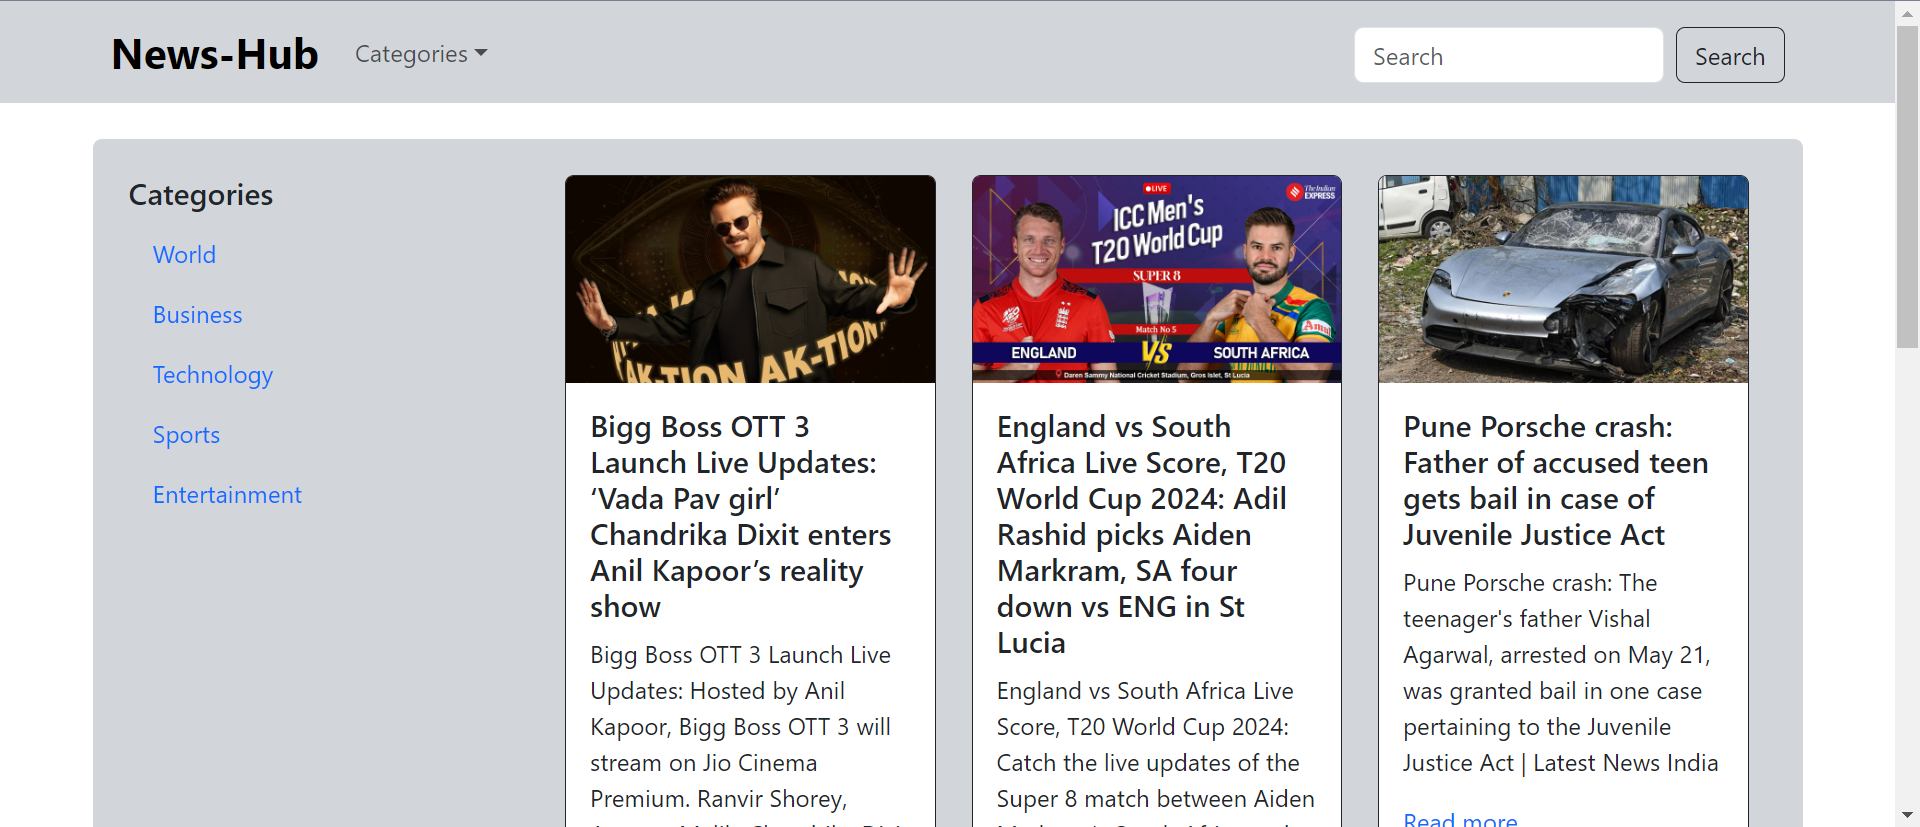 News-Hub
Categories
Search
Search
Categories
World
Business
Technology
Sports
Entertainment
AK-TION AK-TION
Bigg Boss OTT 3
Launch Live Updates:
‘Vada Pav girl’
Chandrika Dixit enters
Anil Kapoor’s reality
show
Bigg Boss OTT 3 Launch Live
Updates: Hosted by Anil
Kapoor, Bigg Boss OTT 3 will
stream on Jio Cinema
Premium. Ranvir Shorey,
LIVE
The Indian
EXPRESS
ICC Men's
T20 World Cup
SUPER 8
Match No 5
Amul
ENGLAND VS SOUTH AFRICA
Daren Sammy National Cricket Stadium, Gros Islet, St Lucia
England vs South
Africa Live Score, T20
World Cup 2024: Adil
Rashid picks Aiden
Markram, SA four
down vs ENG in St
Lucia
England vs South Africa Live
Score, T20 World Cup 2024:
Catch the live updates of the
Super 8 match between Aiden
Pune Porsche crash:
Father of accused teen
gets bail in case of
Juvenile Justice Act
Pune Porsche crash: The
teenager's father Vishal
Agarwal, arrested on May 21,
was granted bail in one case
pertaining to the Juvenile
Justice Act | Latest News India
Read more